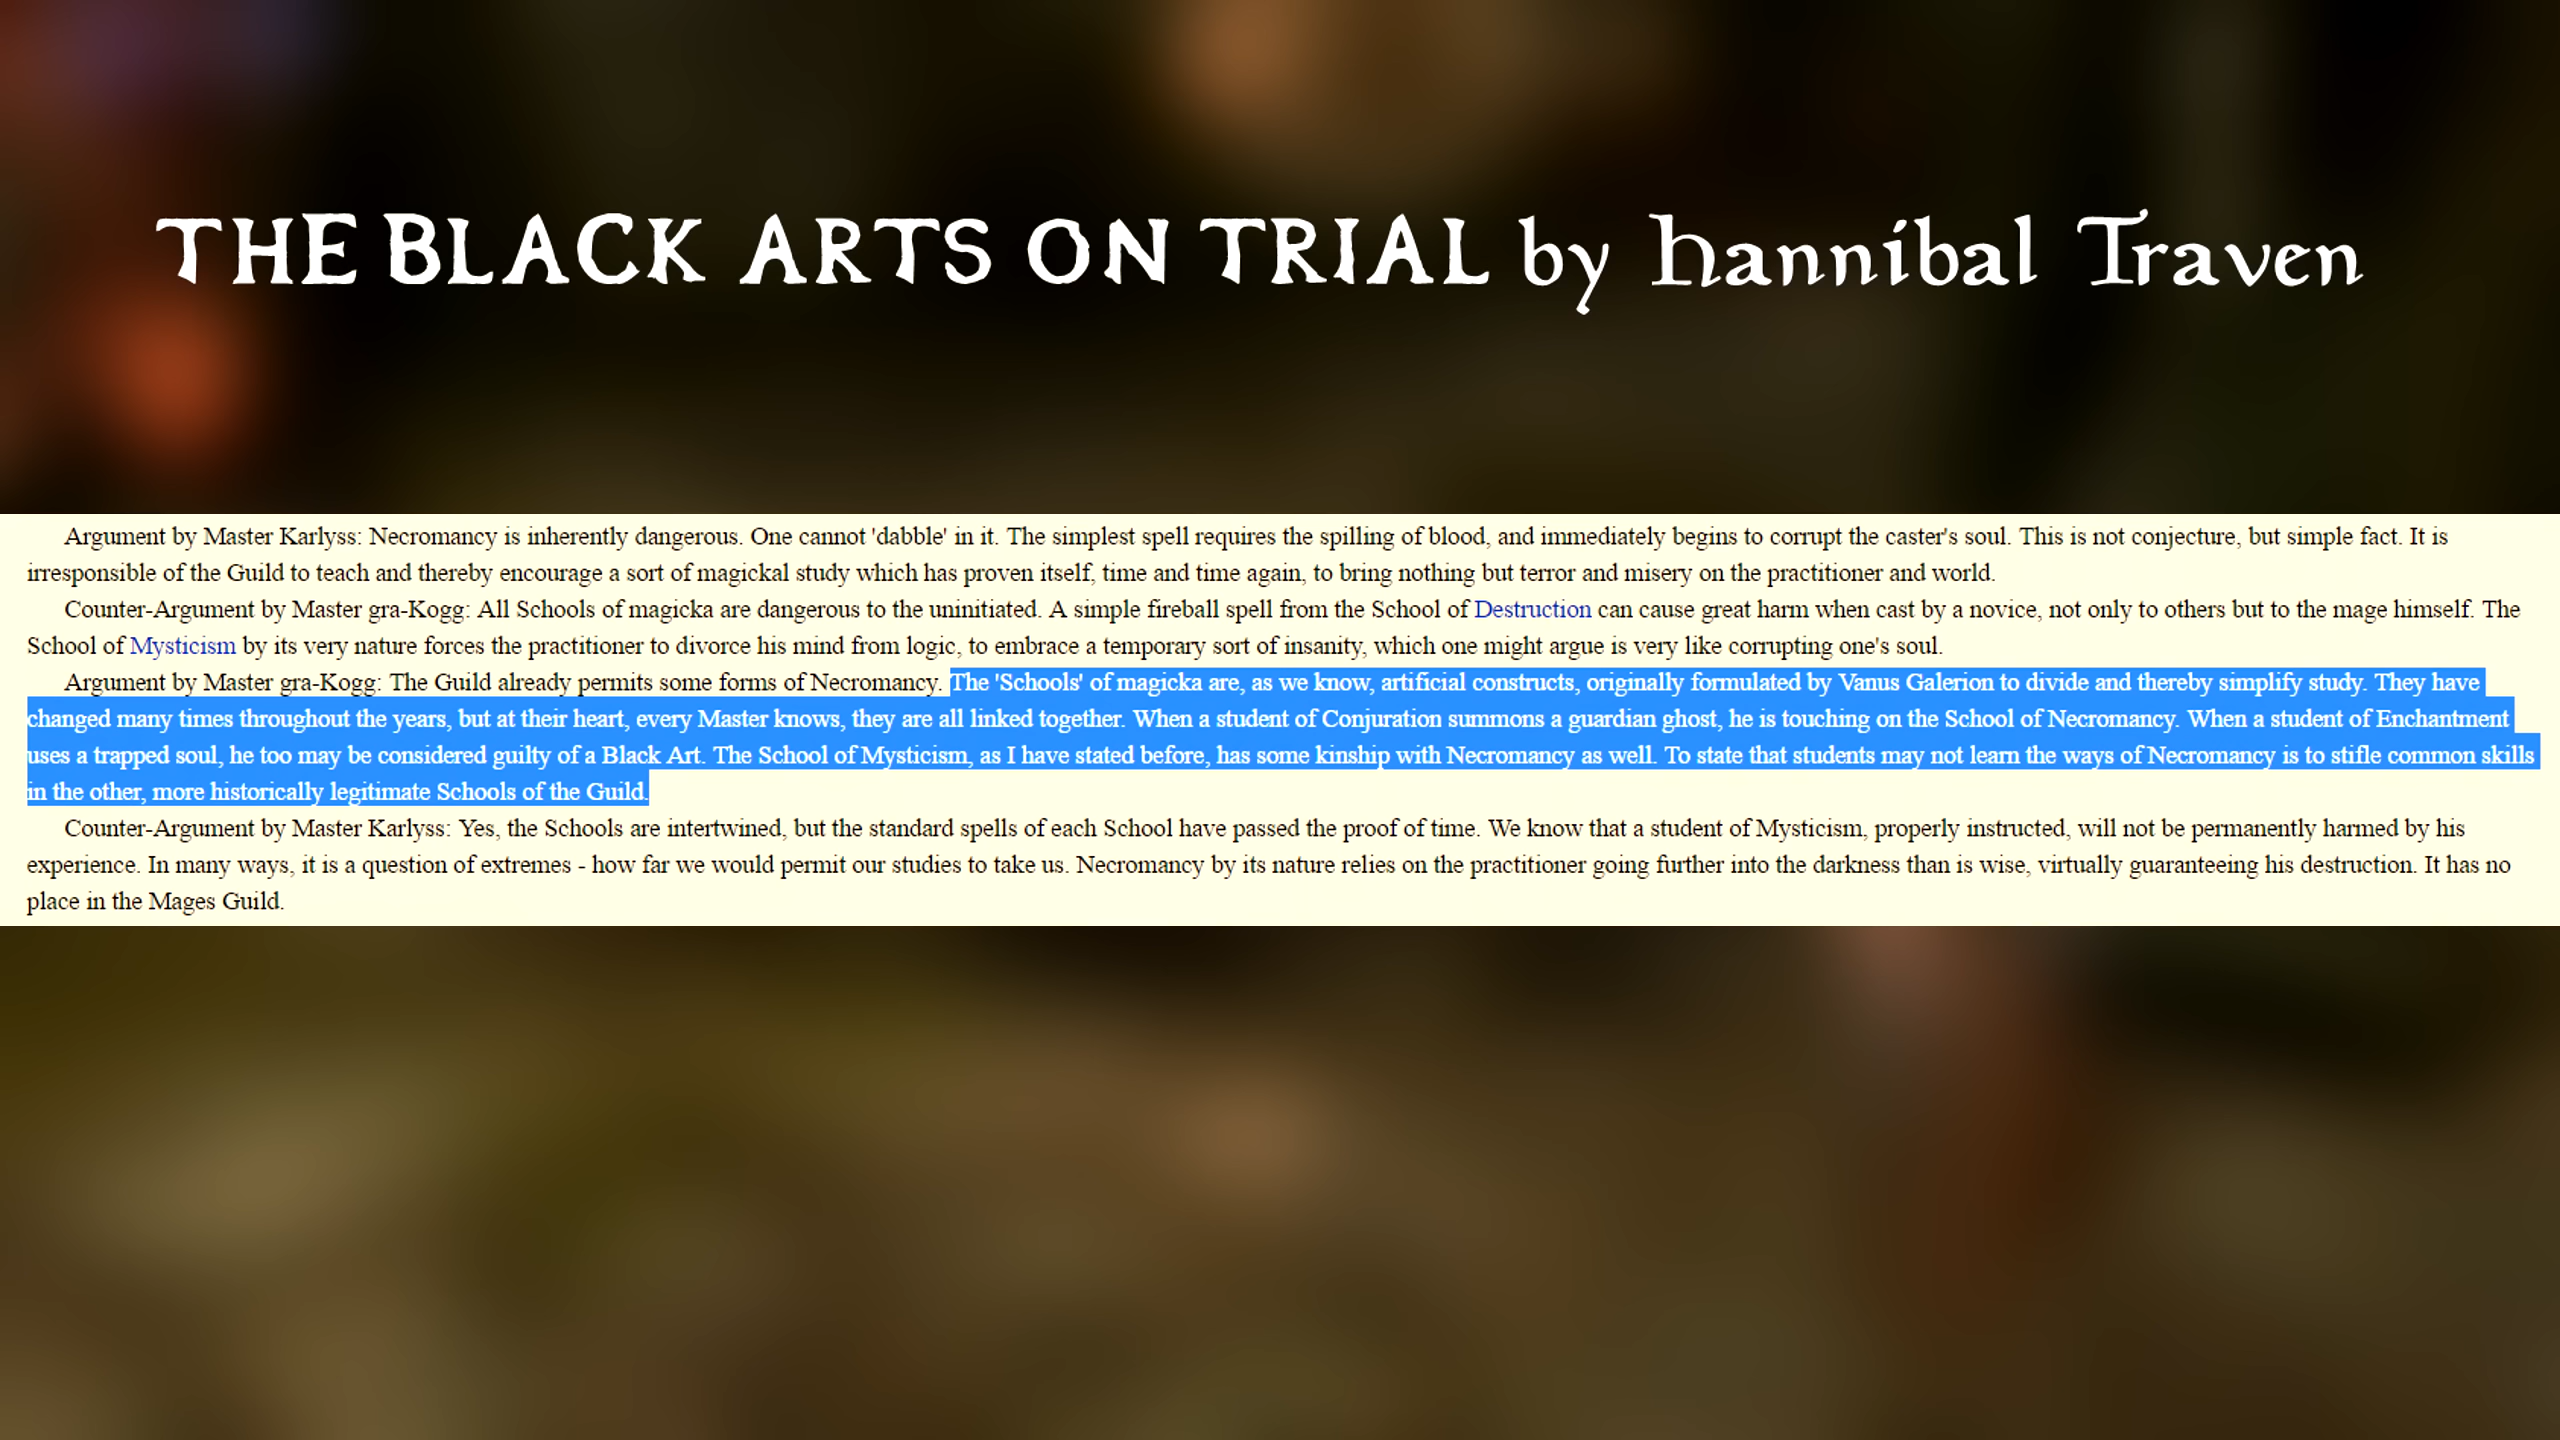 THE BLACK ARTS ON TRIAL by Hannibal Traven
Argument by Master Karlyss: Necromancy is inherently dangerous. One cannot 'dabble' in it. The simplest spell requires the spilling of blood, and immediately begins to corrupt the caster's soul. This is not conjecture, but simple fact. It is
irresponsible of the Guild to teach and thereby encourage a sort of magickal study which has proven itself, time and time again, to bring nothing but terror and misery on the practitioner and world.
Counter-Argument by Master gra-Kogg: All Schools of magicka are dangerous to the uninitiated. A simple fireball spell from the School of Destruction can cause great harm when cast by a novice, not only to others but to the mage himself. The
School of Mysticism by its very nature forces the practitioner to divorce his mind from logic, to embrace a temporary sort of insanity, which one might argue is very like corrupting one's soul.
Argument by Master gra-Kogg: The Guild already permits some forms of Necromancy. The 'Schools' of magicka are, as we know, artificial constructs, originally formulated by Vanus Galerion to divide and thereby simplify study. They have
changed many times throughout the years, but at their heart, every Master knows, they are all linked together. When a student of Conjuration summons a guardian ghost, he is touching on the School of Necromancy. When a student of Enchantment
uses a trapped soul, he too may be considered guilty of a Black Art. The School of Mysticism, as I have stated before, has some kinship with Necromancy as well. To state that students may not learn the ways of Necromancy is to stifle common skills
in the other, more historically legitimate Schools of the Guild.
Counter-Argument by Master Karlyss: Yes, the Schools are intertwined, but the standard spells of each School have passed the proof of time. We know that a student of Mysticism, properly instructed, will not be permanently harmed by his
experience. In many ways, it is a question of extremes - how far we would permit our studies to take us. Necromancy by its nature relies on the practitioner going further into the darkness than is wise, virtually guaranteeing his destruction. It has no
place in the Mages Guild.